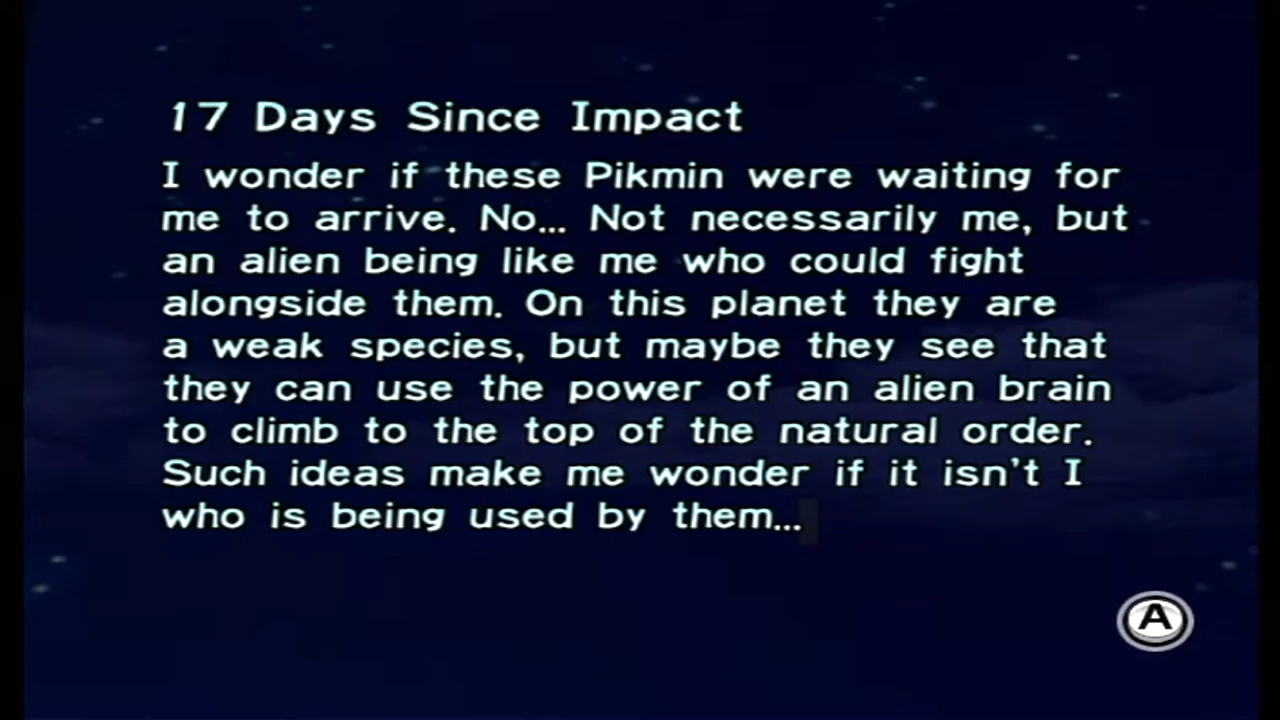 17 Days Since Impact
I wonder if these Pikmin were waiting for
me to arrive. No... Not necessarily me, but
an alien being like me who could fight
alongside them. On this planet they are
a weak species, but maybe they see that
they can use the power of an alien brain
to climb to the top of the natural order.
Such ideas make me wonder if it isn't I
who is being used by them...
A